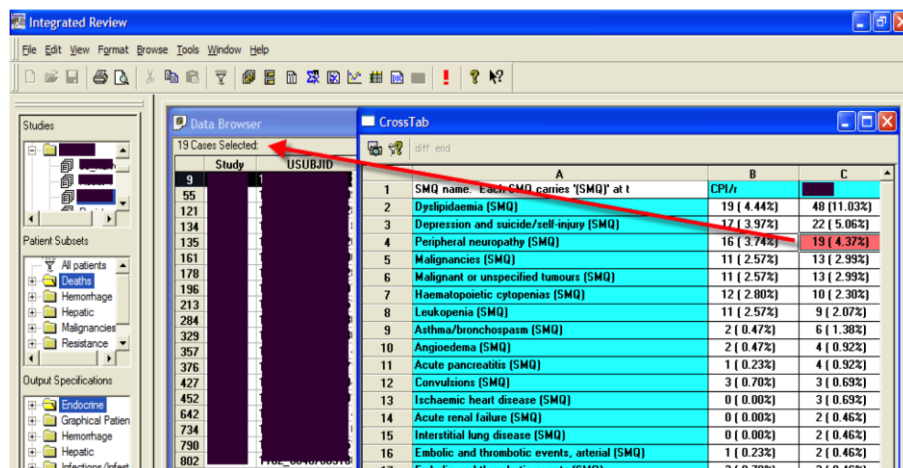 Integrated Review
File Edit View Format Browse Tools Window Help
Studies
Patient Subsets
All patients
Deaths
Hemorrhage
Hepatic
Malignancies
Resistance
Output Specifications
Endocrine
Graphical Patien
Hemorrhage
Hepatic
Data Browser
19 Cases Selected:
Study USUBJID
9
55
121
134
135
161
178
196
213
284
329
357
376
427
452
642
734
790
802
CrossTab
diff end
A B C
1 SMQ name. Each SMQ carries '(SMQ)' at t CPI/r
2 Dyslipidaemia (SMQ) 19 ( 4.44%) 48 (11.03%)
3 Depression and suicide/self-injury (SMQ) 17 ( 3.97%) 22 ( 5.06%)
4 Peripheral neuropathy (SMQ) 16 ( 3.74%) 19 ( 4.37%)
5 Malignancies (SMQ) 11 ( 2.57%) 13 ( 2.99%)
6 Malignant or unspecified tumours (SMQ) 11 ( 2.57%) 13 ( 2.99%)
7 Haematopoietic cytopenias (SMQ) 12 ( 2.80%) 10 ( 2.30%)
8 Leukopenia (SMQ) 11 ( 2.57%) 9 ( 2.07%)
9 Asthma/bronchospasm (SMQ) 2 ( 0.47%) 6 ( 1.38%)
10 Angioedema (SMQ) 2 ( 0.47%) 4 ( 0.92%)
11 Acute pancreatitis (SMQ) 1 ( 0.23%) 4 ( 0.92%)
12 Convulsions (SMQ) 3 ( 0.70%) 3 ( 0.69%)
13 Ischaemic heart disease (SMQ) 0 ( 0.00%) 3 ( 0.69%)
14 Acute renal failure (SMQ) 0 ( 0.00%) 2 ( 0.46%)
15 Interstitial lung disease (SMQ) 0 ( 0.00%) 2 ( 0.46%)
16 Embolic and thrombotic events, arterial (SMQ) 1 ( 0.23%) 2 ( 0.46%)